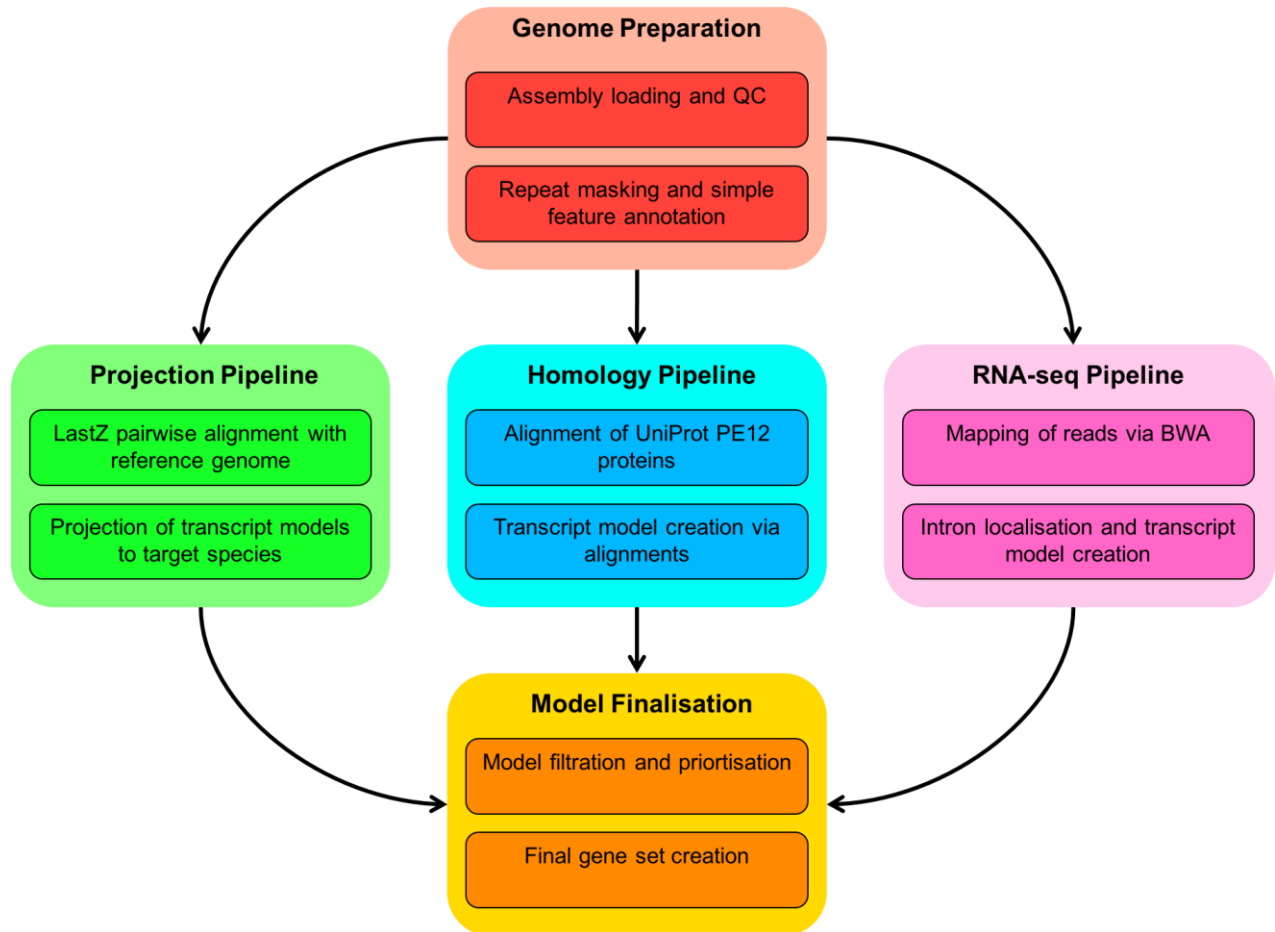 Genome Preparation
Assembly loading and QC
Repeat masking and simple
feature annotation
Projection Pipeline
LastZ pairwise alignment with
reference genome
Projection of transcript models
to target species
Homology Pipeline
Alignment of UniProt PE12
proteins
Transcript model creation via
alignments
RNA-seq Pipeline
Mapping of reads via BWA
Intron localisation and transcript
model creation
Model Finalisation
Model filtration and priortisation
Final gene set creation